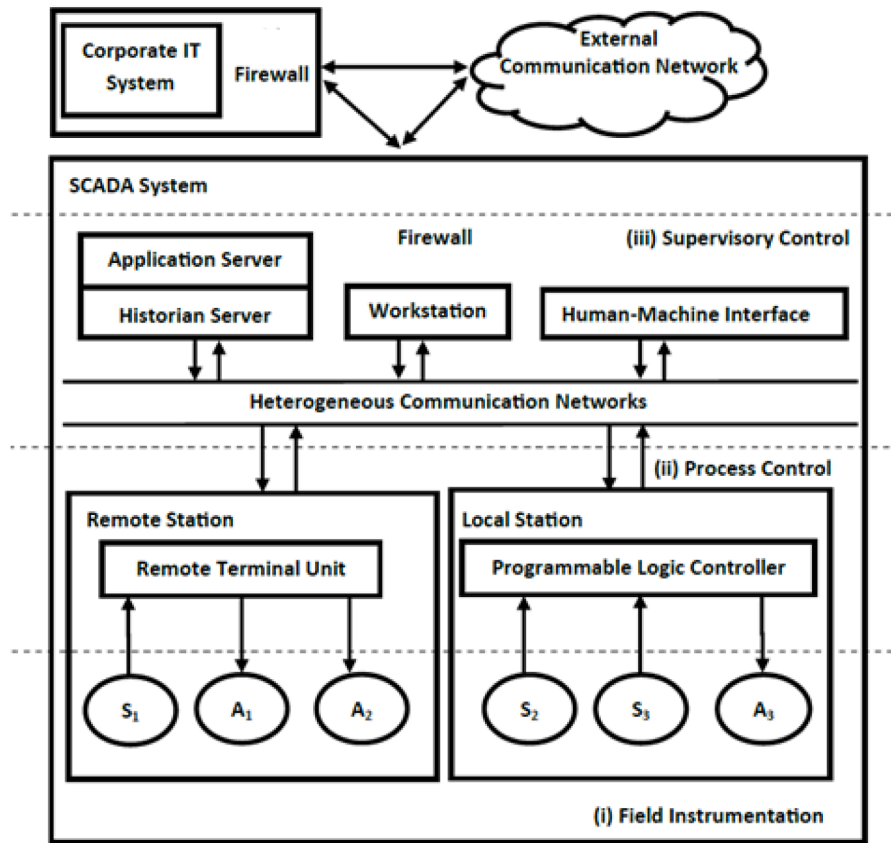 Corporate IT
System
Firewall
External
Communication Network
SCADA System
Firewall
(iii) Supervisory Control
Application Server
Historian Server
Workstation
Human-Machine Interface
Heterogeneous Communication Networks
(ii) Process Control
Remote Station
Remote Terminal Unit
S₁
A₁
A₂
Local Station
Programmable Logic Controller
S₂
S₃
A₃
(i) Field Instrumentation